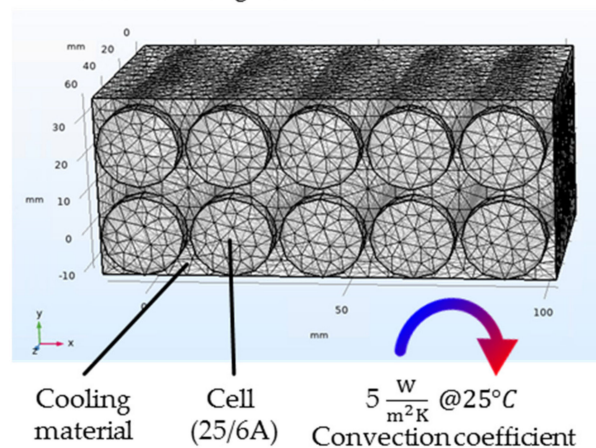 mm
0
20
40
60
30
20
10
0
-10
mm
0
50
100
mm
y
z
x
Cooling
material
Cell
(25/6A)
5 W/m²K @25°C
Convection coefficient